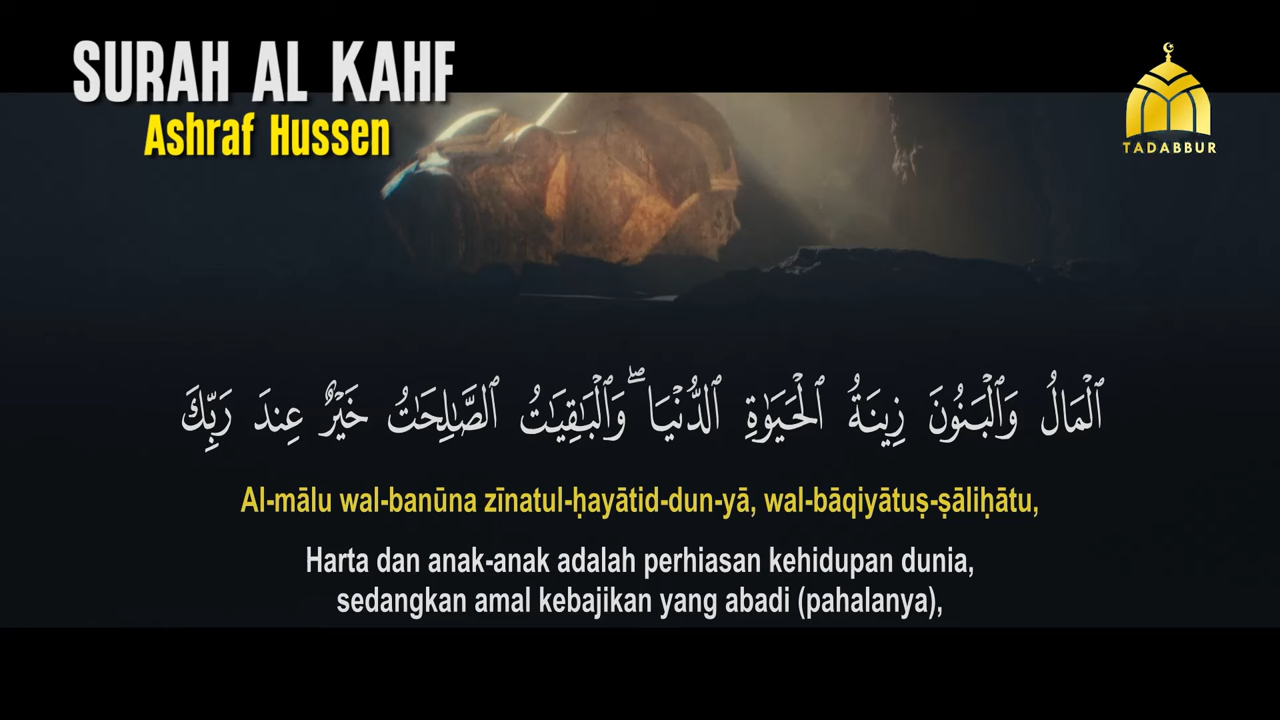 SURAH AL KAHF
Ashraf Hussen
TADABBUR
ٱلْمَالُ وَٱلْبَنُونَ زِينَةُ ٱلْحَيَوٰةِ ٱلدُّنْيَا ۖ وَٱلْبَـٰقِيَـٰتُ ٱلصَّـٰلِحَـٰتُ خَيْرٌ عِندَ رَبِّكَ
Al-mālu wal-banūna zīnatul-ḥayātid-dun-yā, wal-bāqiyātuṣ-ṣāliḥātu,
Harta dan anak-anak adalah perhiasan kehidupan dunia,
sedangkan amal kebajikan yang abadi (pahalanya),